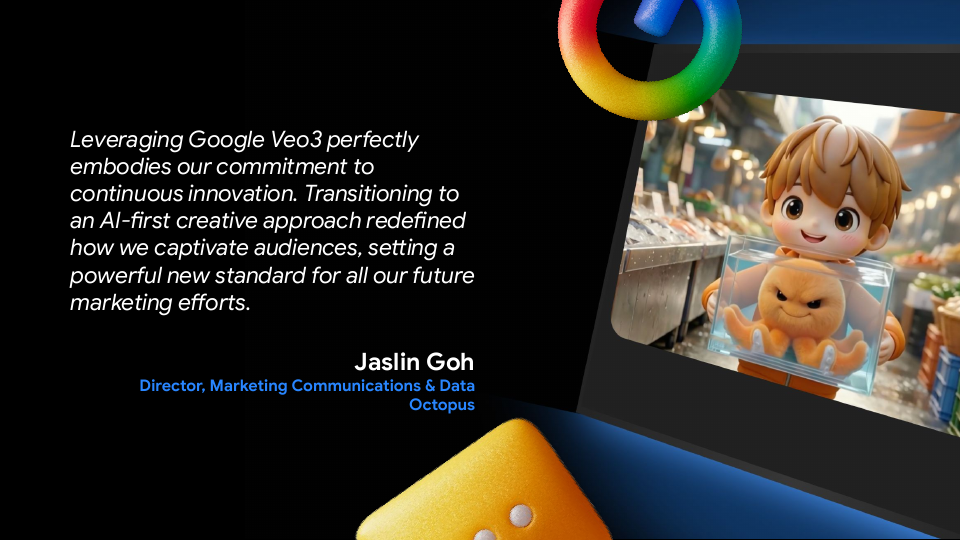 Leveraging Google Veo3 perfectly
embodies our commitment to
continuous innovation. Transitioning to
an AI-first creative approach redefined
how we captivate audiences, setting a
powerful new standard for all our future
marketing efforts.
Jaslin Goh
Director, Marketing Communications & Data
Octopus